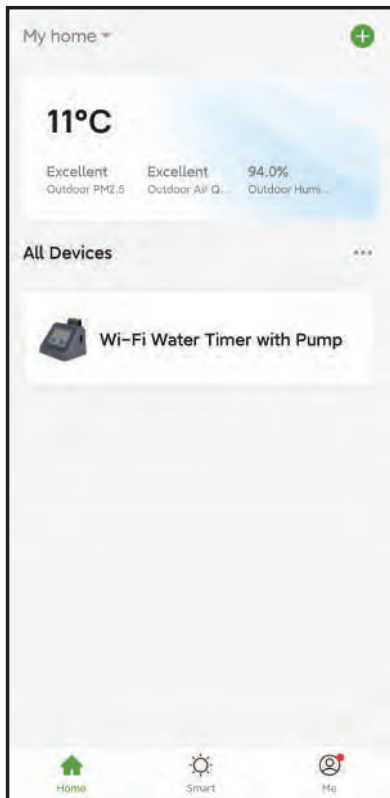 My home
11°C
Excellent Excellent 94.0%
Outdoor PM2.5 Outdoor Air Q... Outdoor Humi...
All Devices
Wi-Fi Water Timer with Pump
Home Smart Me